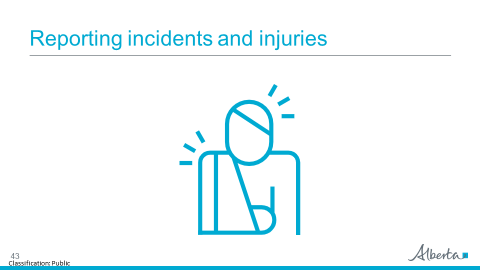 Reporting incidents and injuries
43
Classification: Public
Alberta